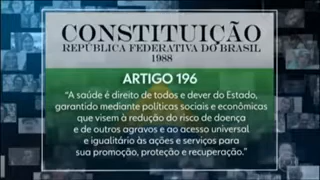 CONSTITUIÇÃO
REPÚBLICA FEDERATIVA DO BRASIL
1988
ARTIGO 196
“A saúde é direito de todos e dever do Estado,
garantido mediante políticas sociais e econômicas
que visem à redução do risco de doença
e de outros agravos e ao acesso universal
e igualitário às ações e serviços para
sua promoção, proteção e recuperação.”